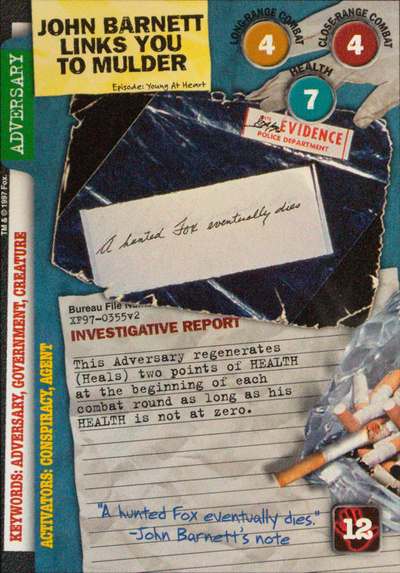 JOHN BARNETT
LINKS YOU
TO MULDER
Episode: Young At Heart
LONG-RANGE COMBAT
4
CLOSE-RANGE COMBAT
4
HEALTH
7
ADVERSARY
TM & © 1997 Fox.
KEYWORDS: ADVERSARY, GOVERNMENT, CREATURE
ACTIVATORS: CONSPIRACY, AGENT
EVIDENCE
POLICE DEPARTMENT
A hunted Fox eventually dies
Bureau File
XF97-0355v2
INVESTIGATIVE REPORT
This Adversary regenerates
(Heals) two points of HEALTH
at the beginning of each
combat round as long as his
HEALTH is not at zero.
"A hunted Fox eventually dies."
-John Barnett's note
12